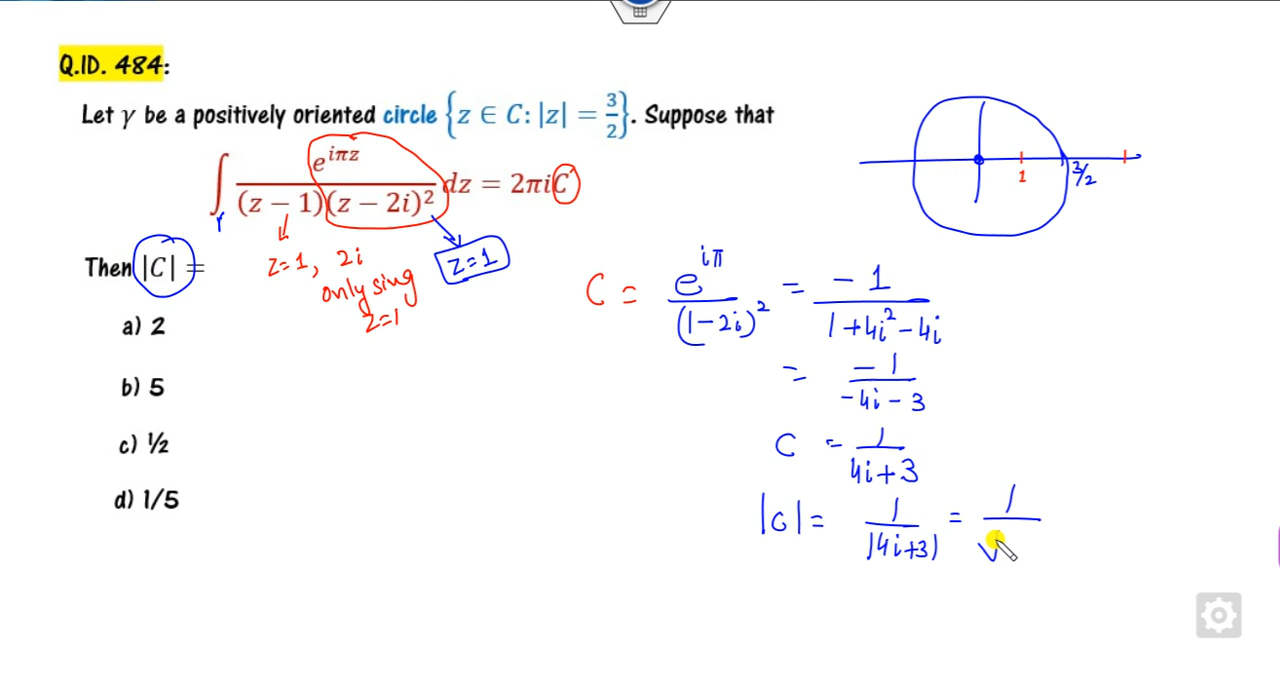 Q.ID. 484:
Let γ be a positively oriented circle {z ∈ C: |z| = 3/2}. Suppose that
∫γ e^{iπz} / (z − 1)(z − 2i)² dz = 2πiC
Then |C| =
z=1, 2i
only sing
z=1
z=1
a) 2
b) 5
c) ½
d) 1/5
1
3/2
C = e^{iπ} / (1-2i)² = -1 / 1+4i²-4i
= -1 / -4i-3
C = 1 / 4i+3
|C| = 1 / |4i+3| = 1 / √